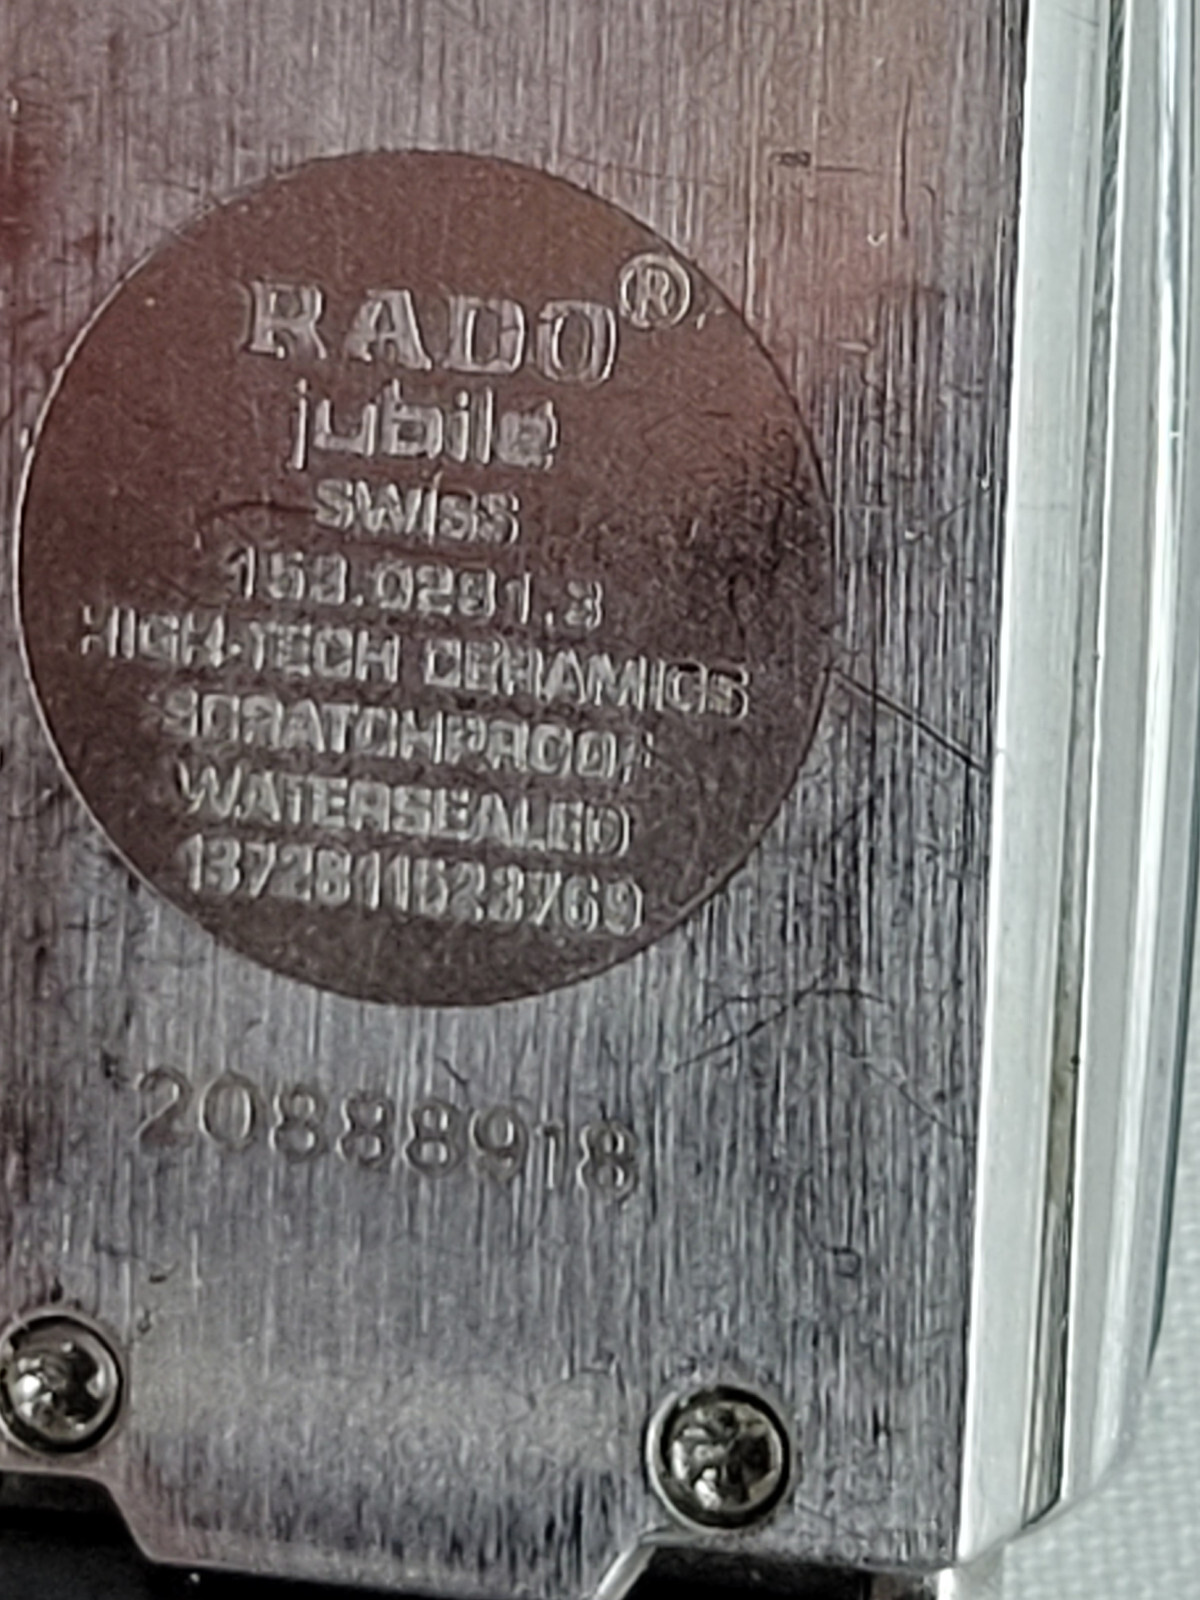 RADO®
jubile
SWISS
153.0281.3
HIGH-TECH CERAMICS
SCRATCHPROOF
WATERSEALED
20888918